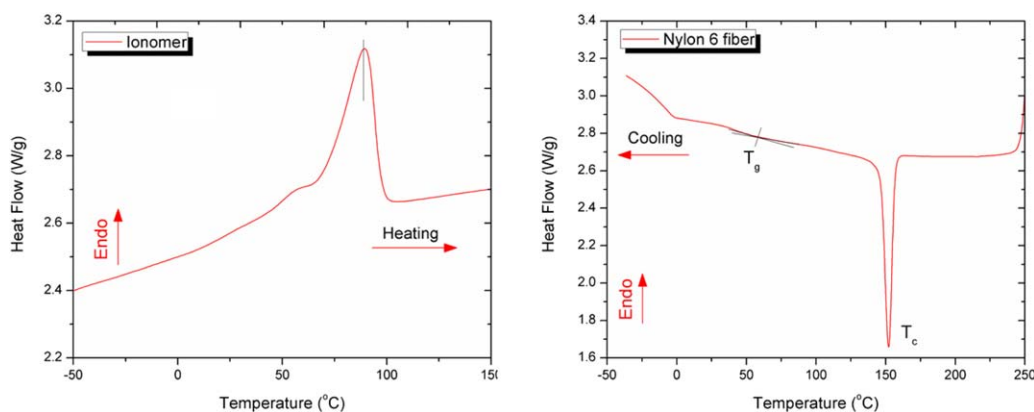 Ionomer
3.2
3.0
2.8
2.6
2.4
2.2
Heat Flow (W/g)
Endo
Heating
-50
0
50
100
150
Temperature (°C)
Nylon 6 fiber
3.4
3.2
3.0
2.8
2.6
2.4
2.2
2.0
1.8
1.6
Heat Flow (W/g)
Cooling
Tg
Endo
Tc
-50
0
50
100
150
200
250
Temperature (°C)